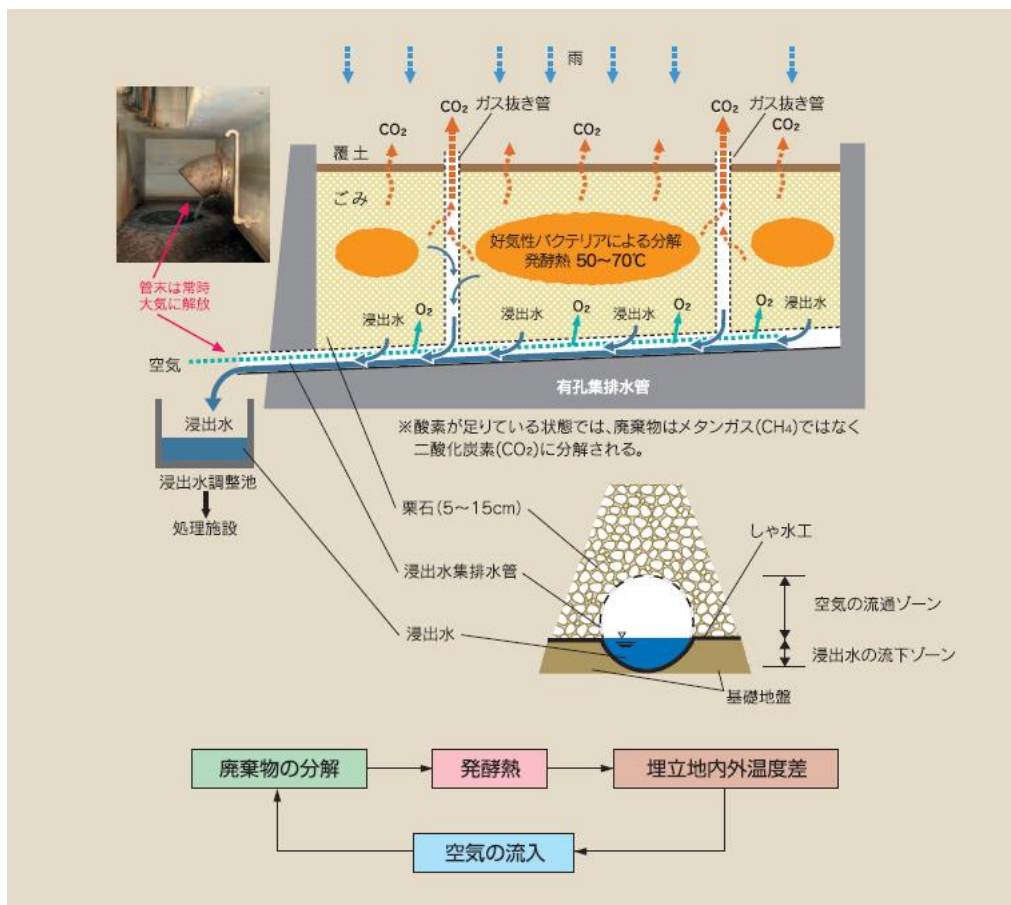 雨
CO2
ガス抜き管
CO2
ガス抜き管
CO2
CO2
CO2
覆土
ごみ
好気性バクテリアによる分解
発酵熱 50～70℃
管末は常時
大気に解放
浸出水
O2
浸出水
O2
浸出水
O2
O2
浸出水
空気
有孔集排水管
浸出水
※酸素が足りている状態では、廃棄物はメタンガス(CH4)ではなく
二酸化炭素(CO2)に分解される。
浸出水調整池
処理施設
栗石(5～15cm)
しゃ水工
浸出水集排水管
空気の流通ゾーン
浸出水
浸出水の流下ゾーン
基礎地盤
廃棄物の分解
発酵熱
埋立地内外温度差
空気の流入